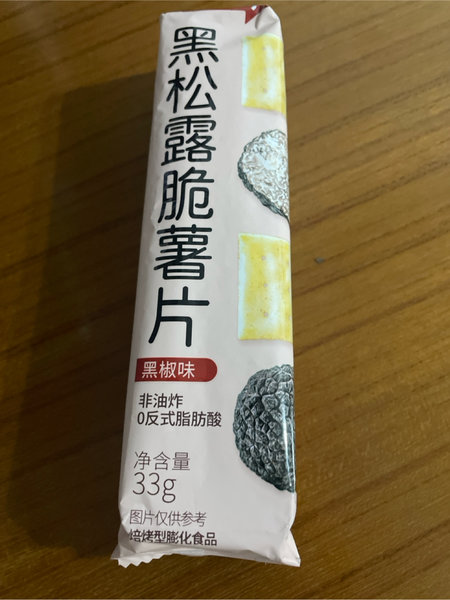 黑松露脆薯片
黑椒味
非油炸
0反式脂肪酸
净含量
33g
图片仅供参考
焙烤型膨化食品